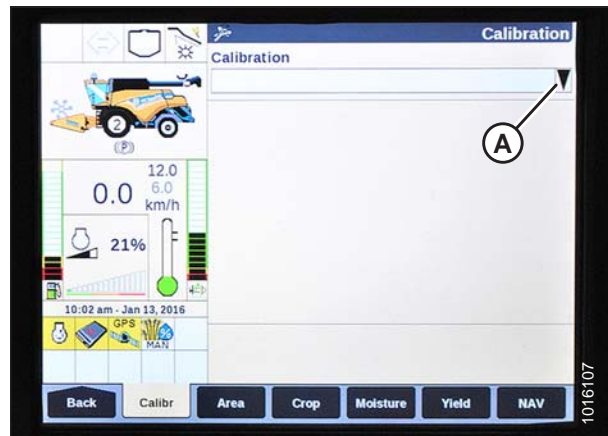 Calibration
Calibration
A
2
(P)
12.0
0.0
6.0
km/h
21%
10:02 am - Jan 13, 2016
GPS
MAN
Back
Calibr
Area
Crop
Moisture
Yield
NAV
1016107